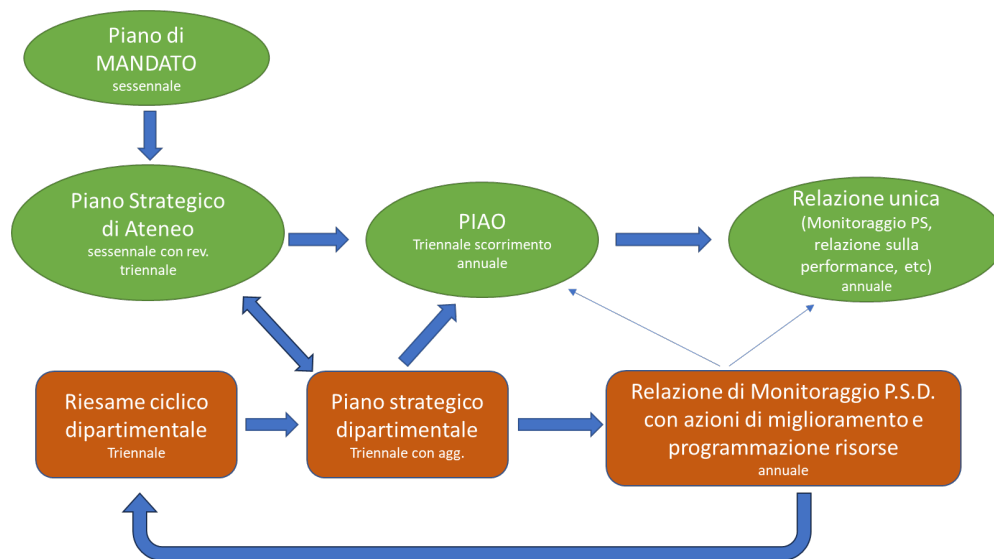 Piano di
MANDATO
sessennale
Piano Strategico
di Ateneo
sessennale con rev.
triennale
PIAO
Triennale scorrimento
annuale
Relazione unica
(Monitoraggio PS,
relazione sulla
performance, etc)
annuale
Riesame ciclico
dipartimentale
Triennale
Piano strategico
dipartimentale
Triennale con agg.
Relazione di Monitoraggio P.S.D.
con azioni di miglioramento e
programmazione risorse
annuale